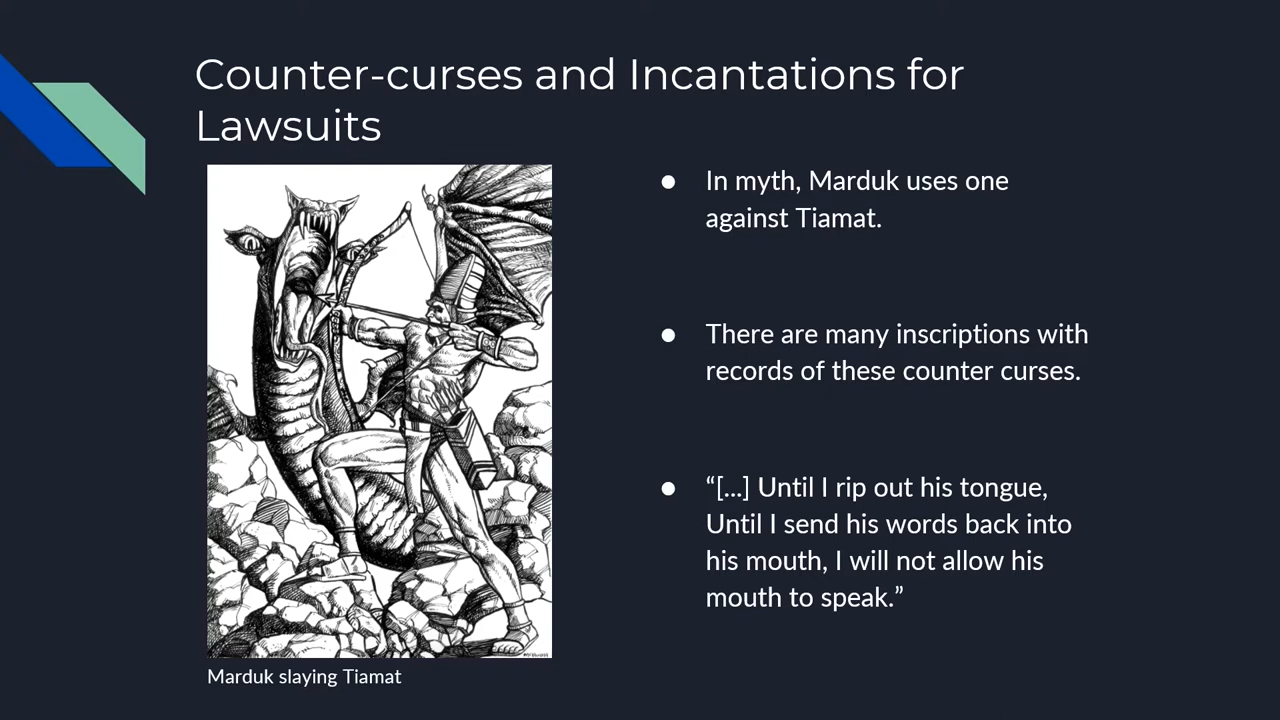 Counter-curses and Incantations for
Lawsuits
● In myth, Marduk uses one
against Tiamat.
● There are many inscriptions with
records of these counter curses.
● “[...] Until I rip out his tongue,
Until I send his words back into
his mouth, I will not allow his
mouth to speak.”
Marduk slaying Tiamat